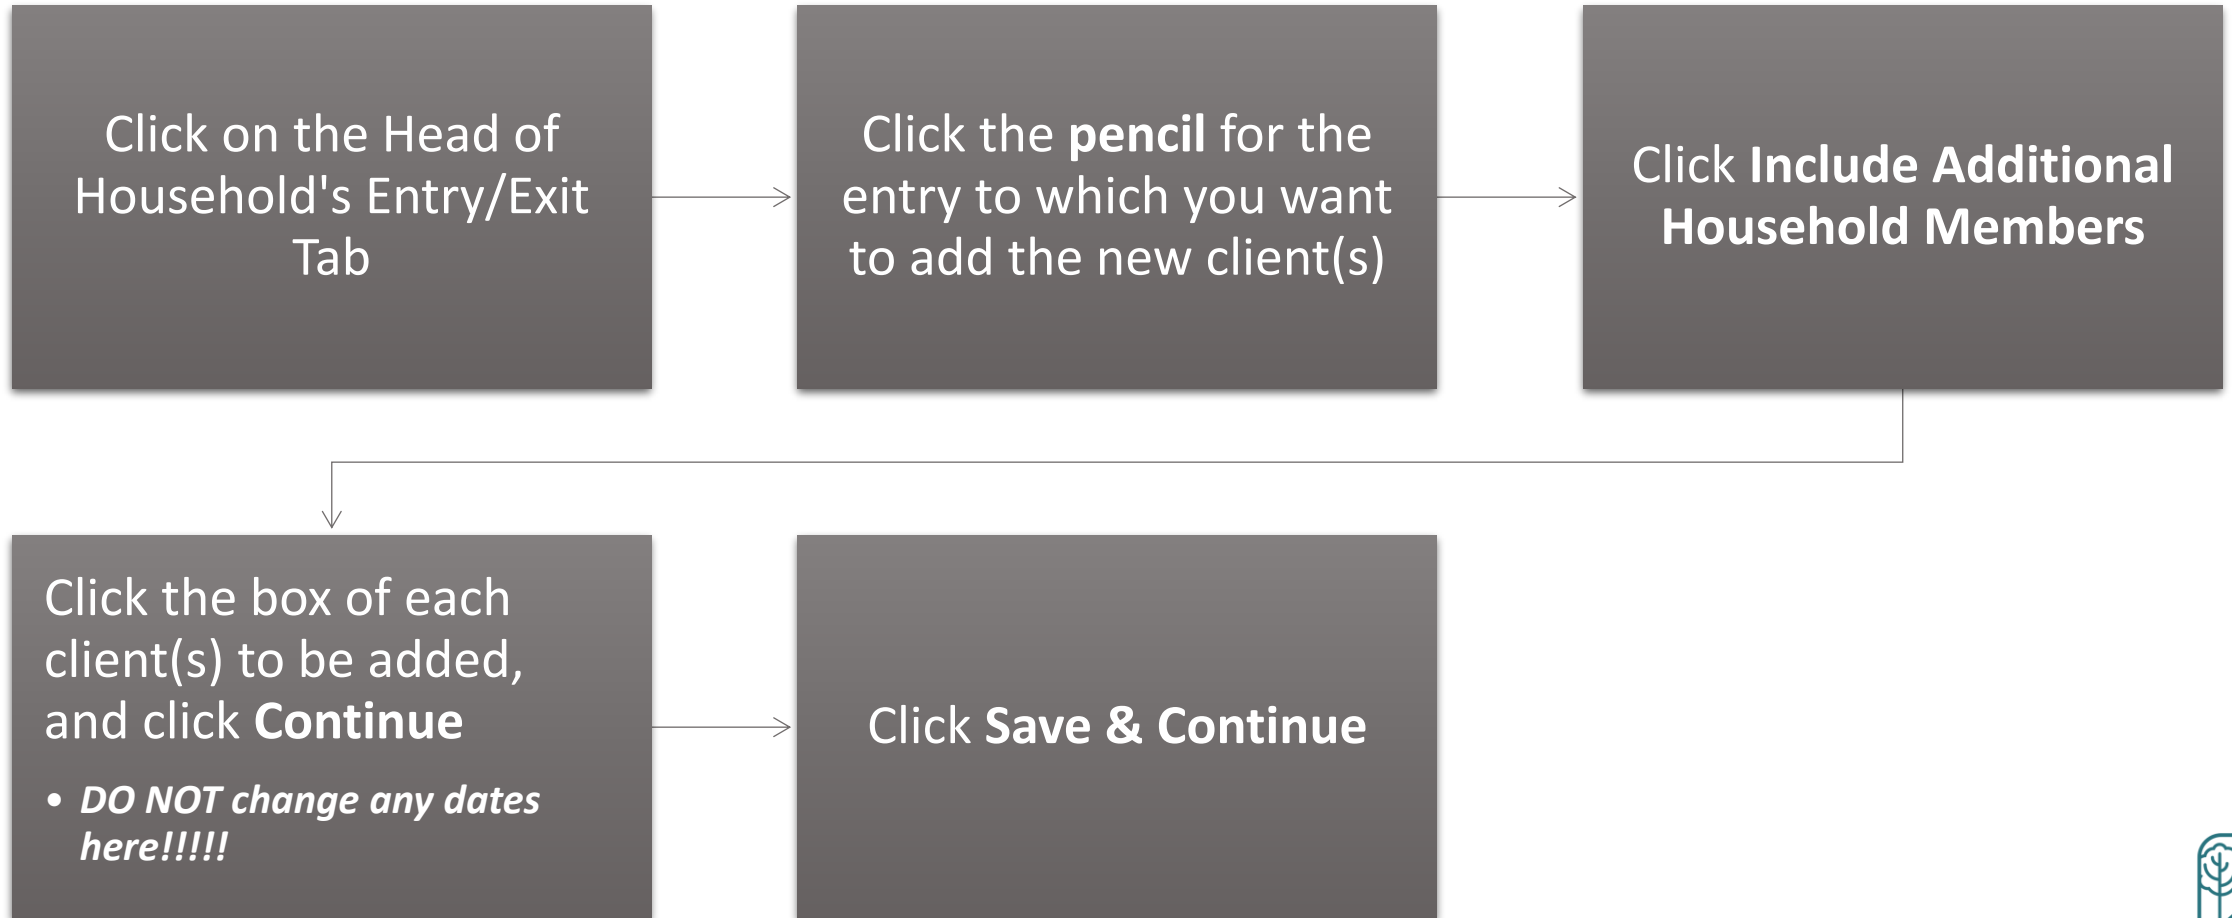 Click on the Head of
Household's Entry/Exit
Tab
Click the pencil for the
entry to which you want
to add the new client(s)
Click Include Additional
Household Members
Click the box of each
client(s) to be added,
and click Continue
• DO NOT change any dates
here!!!!!
Click Save & Continue